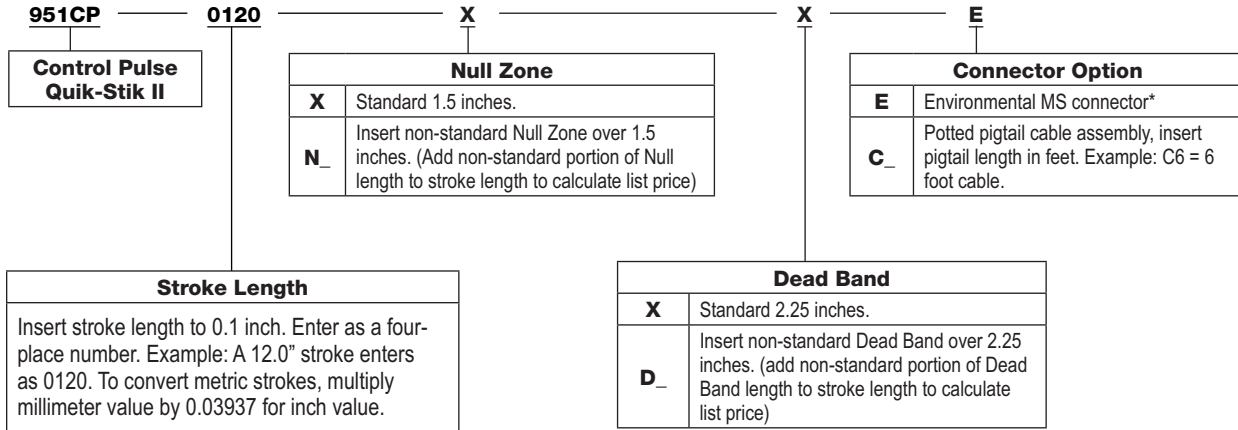 951CP 0120 X X E
Control Pulse
Quik-Stik II
Null Zone
X Standard 1.5 inches.
N_ Insert non-standard Null Zone over 1.5
inches. (Add non-standard portion of Null
length to stroke length to calculate list price)
Connector Option
E Environmental MS connector*
C_ Potted pigtail cable assembly, insert
pigtail length in feet. Example: C6 = 6
foot cable.
Stroke Length
Insert stroke length to 0.1 inch. Enter as a four-
place number. Example: A 12.0” stroke enters
as 0120. To convert metric strokes, multiply
millimeter value by 0.03937 for inch value.
Dead Band
X Standard 2.25 inches.
D_ Insert non-standard Dead Band over 2.25
inches. (add non-standard portion of Dead
Band length to stroke length to calculate
list price)